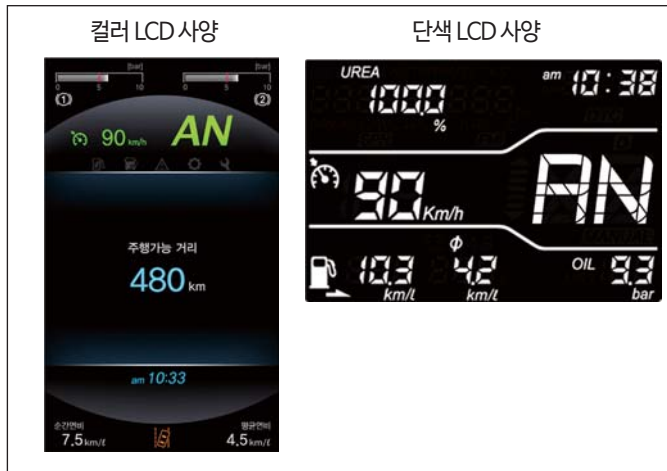 컬러 LCD 사양
단색 LCD 사양
[bar]
[bar]
0 5 10
0 5 10
(1)
(2)
90 km/h
AN
주행가능 거리
480 km
am 10:33
순간연비
평균연비
7.5 km/ℓ
4.5 km/ℓ
UREA
100.0
%
am 10:38
90 Km/h
AN
10.3
km/ℓ
Φ
4.2
km/ℓ
OIL
9.3
bar